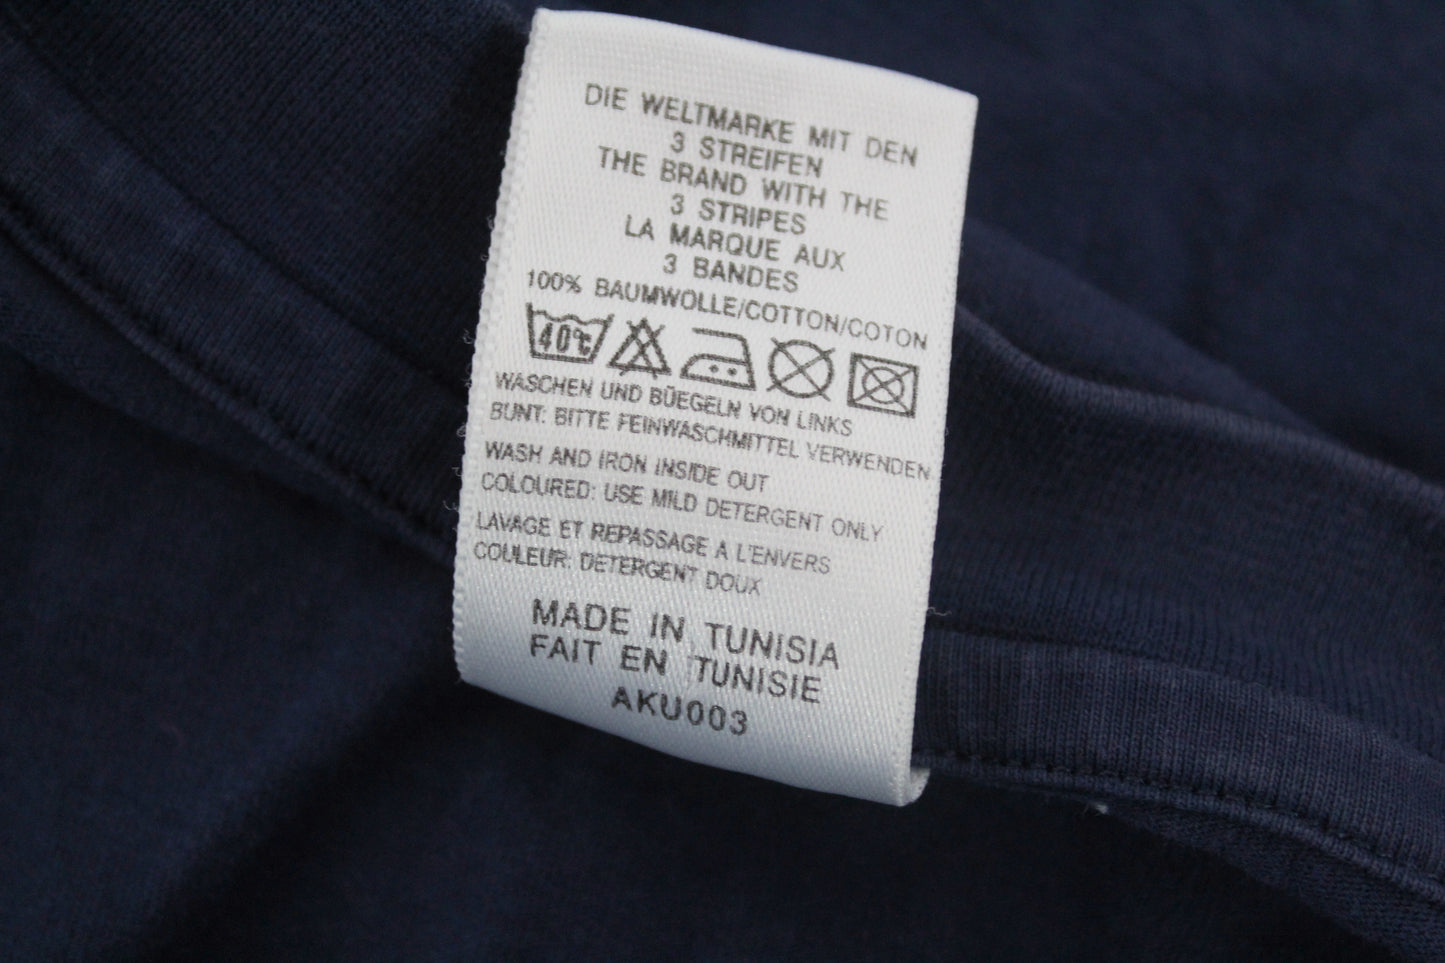 DIE WELTMARKE MIT DEN
3 STREIFEN
THE BRAND WITH THE
3 STRIPES
LA MARQUE AUX
3 BANDES
100% BAUMWOLLE/COTTON/COTON
40°C
WASCHEN UND BÜEGELN VON LINKS
BUNT: BITTE FEINWASCHMITTEL VERWENDEN
WASH AND IRON INSIDE OUT
COLOURED: USE MILD DETERGENT ONLY
LAVAGE ET REPASSAGE A L'ENVERS
COULEUR: DETERGENT DOUX
MADE IN TUNISIA
FAIT EN TUNISIE
AKU003